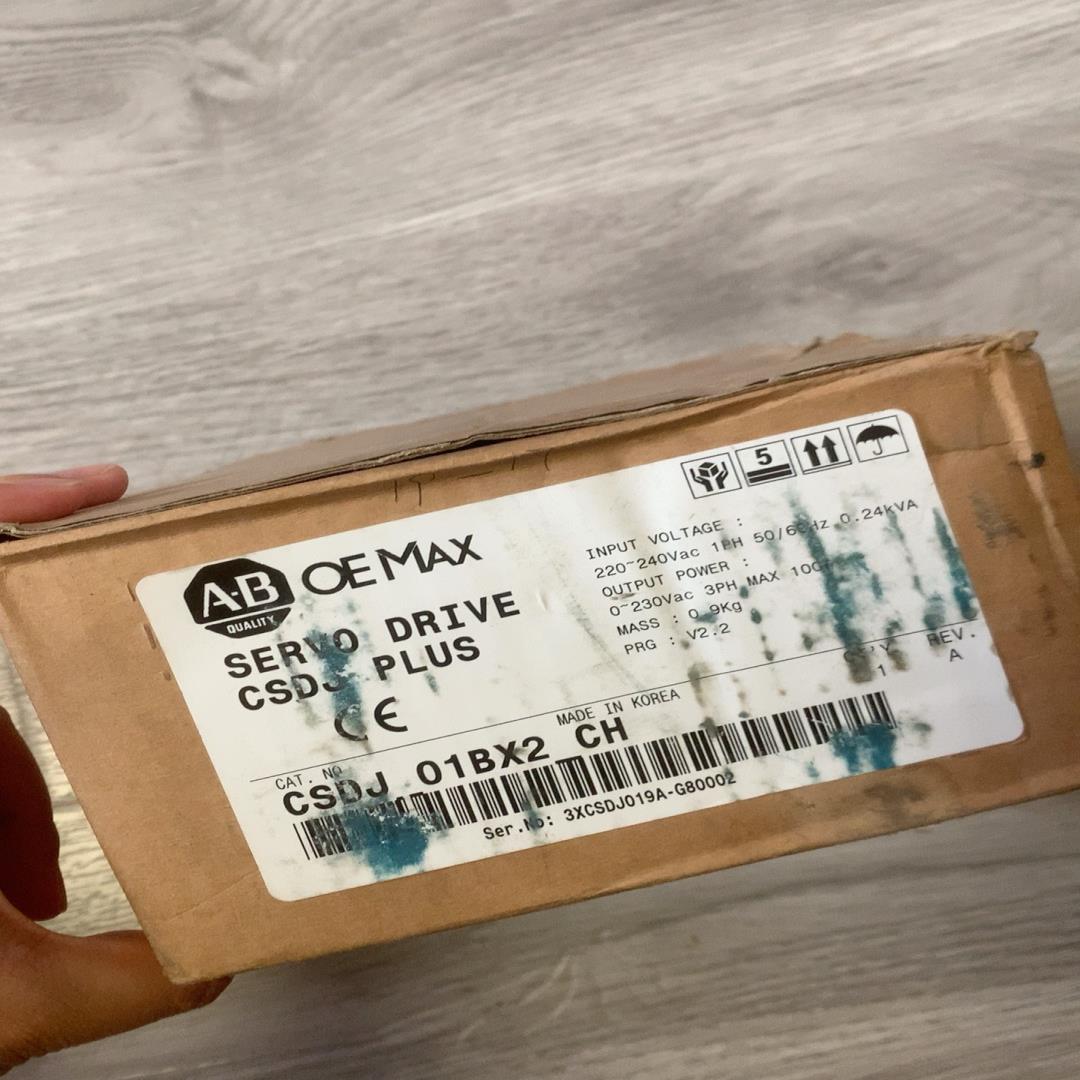 A-B
QUALITY
OEMAX
SERVO DRIVE
CSDJ PLUS
CE
5
INPUT VOLTAGE :
220~240Vac 1PH 50/60Hz 0.24kVA
OUTPUT POWER :
0~230Vac 3PH MAX
MASS : 0.9Kg
PRG : V2.2
Q'TY
1
REV.
A
MADE IN KOREA
CAT. NO
CSDJ 01BX2 CH
Ser.No: 3XCSDJ019A-G80002